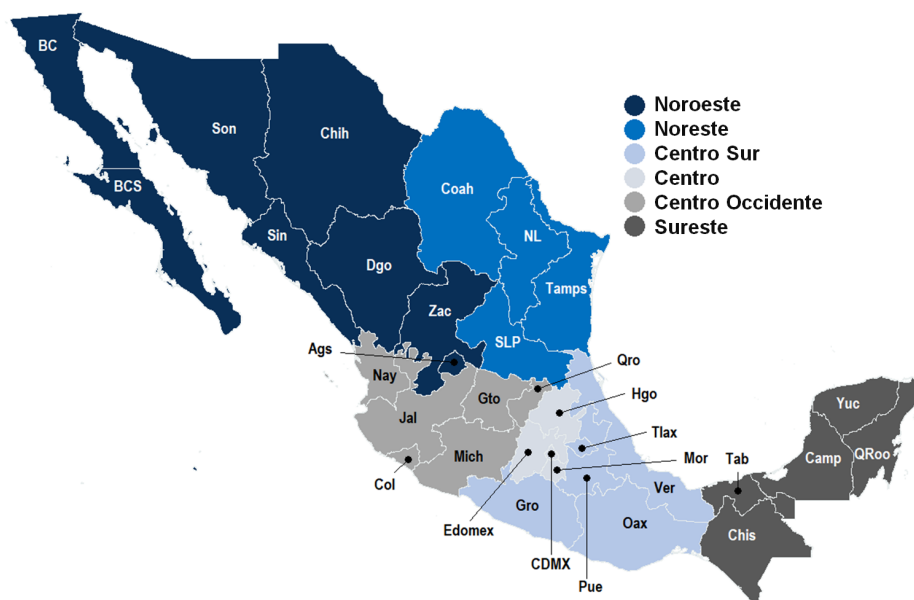 BC
Son
Chih
BCS
Coah
Sin
NL
Dgo
Tamps
Zac
SLP
Noroeste
Noreste
Centro Sur
Centro
Centro Occidente
Sureste
Ags
Nay
Qro
Gto
Hgo
Jal
Tlax
Yuc
Mich
Mor
Tab
Camp
QRoo
Col
Ver
Gro
Edomex
Oax
Chis
CDMX
Pue